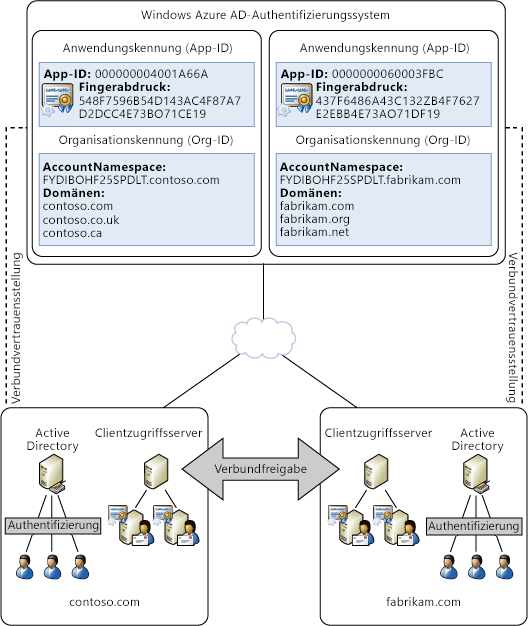 Windows Azure AD-Authentifizierungssystem
Anwendungskennung (App-ID)
App-ID: 000000004001A66A
Fingerabdruck:
548F7596B54D143AC4F87A7
D2DCC4E73BO71CE19
Organisationskennung (Org-ID)
AccountNamespace:
FYDIBOHF25SPDLT.contoso.com
Domänen:
contoso.com
contoso.co.uk
contoso.ca
Anwendungskennung (App-ID)
App-ID: 0000000060003FBC
Fingerabdruck:
437F6486A43C132ZB4F7627
E2EBB4E73AO71DF19
Organisationskennung (Org-ID)
AccountNamespace:
FYDIBOHF25SPDLT.fabrikam.com
Domänen:
fabrikam.com
fabrikam.org
fabrikam.net
Verbundvertrauensstellung
Verbundvertrauensstellung
Active
Directory
Clientzugriffsserver
Authentifizierung
contoso.com
Verbundfreigabe
Clientzugriffsserver
Active
Directory
Authentifizierung
fabrikam.com